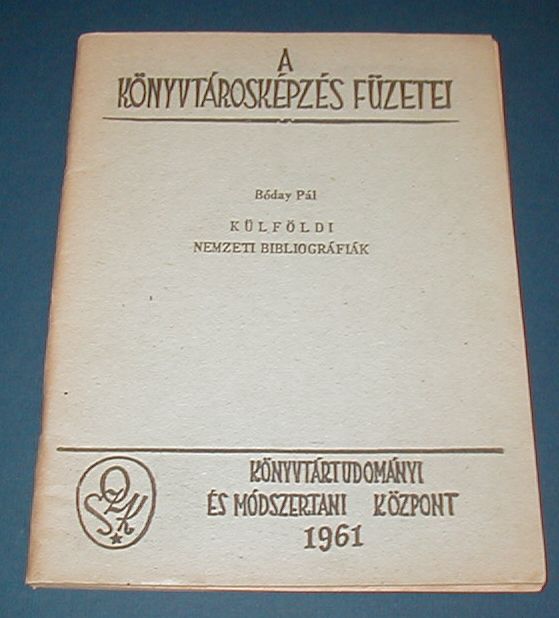 A
KÖNYVTÁROSKÉPZÉS FÜZETEI
Bóday Pál
KÜLFÖLDI
NEMZETI BIBLIOGRÁFIÁK
KÖNYVTÁRTUDOMÁNYI
ÉS MÓDSZERTANI KÖZPONT
1961